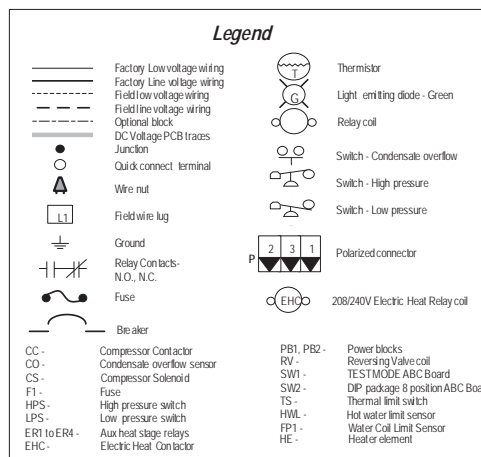 Legend
Factory Low voltage wiring
Factory Line voltage wiring
Field low voltage wiring
Field line voltage wiring
Optional block
DC Voltage PCB traces
Junction
Quick connect terminal
Wire nut
L1 Field wire lug
Ground
Relay Contacts-
N.O., N.C.
Fuse
Breaker
T Thermistor
G Light emitting diode - Green
Relay coil
Switch - Condensate overflow
Switch - High pressure
Switch - Low pressure
P 2 3 1 Polarized connector
EHC 208/240V Electric Heat Relay coil
CC - Compressor Contactor
CO - Condensate overflow sensor
CS - Compressor Solenoid
F1 - Fuse
HPS - High pressure switch
LPS - Low pressure switch
ER1 to ER4 - Aux heat stage relays
EHC - Electric Heat Contactor
PB1, PB2 - Power blocks
RV - Reversing Valve coil
SW1 - TEST MODE ABC Board
SW2 - DIP package 8 position ABC Boa
TS - Thermal limit switch
HWL - Hot water limit sensor
FP1 - Water Coil Limit Sensor
HE - Heater element